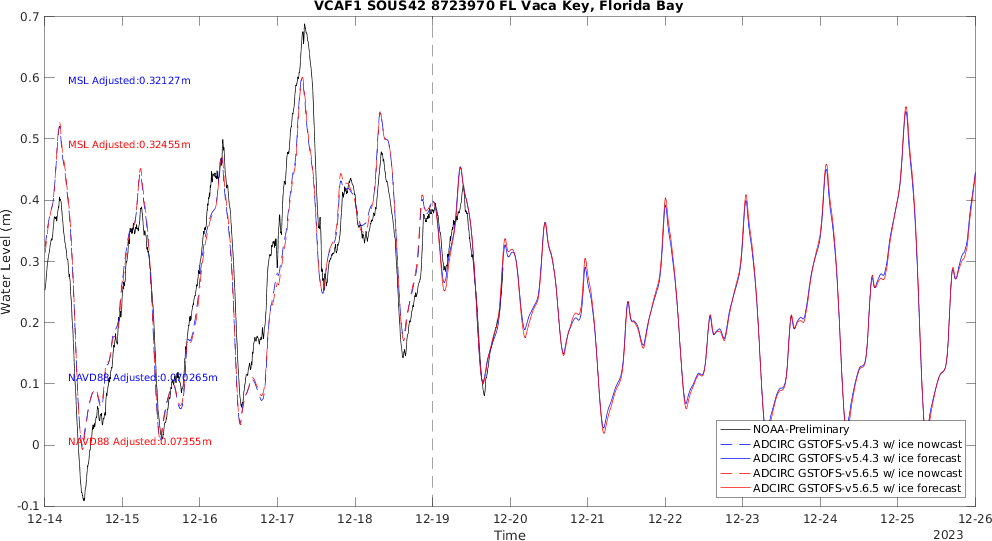 VCAF1 SOUS42 8723970 FL Vaca Key, Florida Bay
0.7
0.6
0.5
0.4
0.3
0.2
0.1
0
-0.1
Water Level (m)
MSL Adjusted:0.32127m
MSL Adjusted:0.32455m
NAVD88 Adjusted:0.070265m
NAVD88 Adjusted:0.07355m
NOAA-Preliminary
ADCIRC GSTOFS-v5.4.3 w/ ice nowcast
ADCIRC GSTOFS-v5.4.3 w/ ice forecast
ADCIRC GSTOFS-v5.6.5 w/ ice nowcast
ADCIRC GSTOFS-v5.6.5 w/ ice forecast
12-14 12-15 12-16 12-17 12-18 12-19 12-20 12-21 12-22 12-23 12-24 12-25 12-26
Time
2023